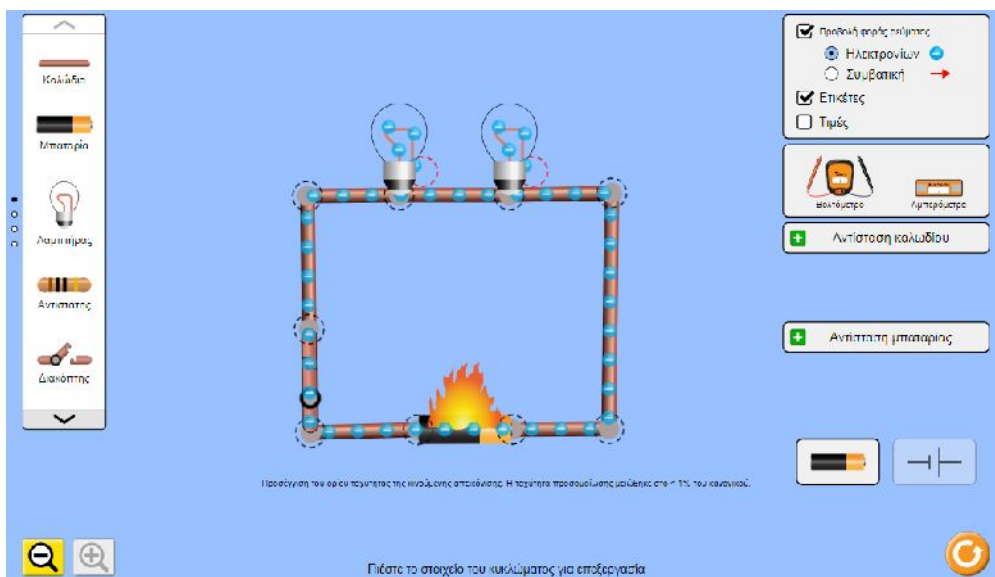 Καλώδιο
Μπαταρία
Λαμπτήρας
Αντιστάτης
Διακόπτης
Προβολή φοράς ρεύματος
Ηλεκτρονίων
Συμβατική
Ετικέτες
Τιμές
Βολτόμετρο
Αμπερόμετρο
Αντίσταση καλωδίου
Αντίσταση μπαταρίας
Προσέγγιση του ορίου ταχύτητας της κινούμενης απεικόνισης. Η ταχύτητα προσομοίωσης μειώθηκε στο < 1% του κανονικού.
Πιέστε το στοιχείο του κυκλώματος για επεξεργασία